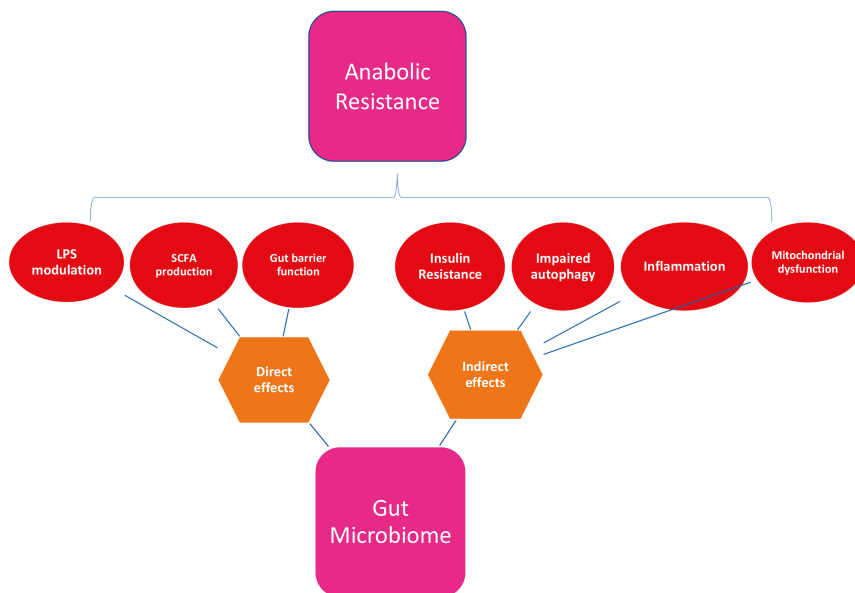 Anabolic
Resistance
LPS
modulation
SCFA
production
Gut barrier
function
Insulin
Resistance
Impaired
autophagy
Inflammation
Mitochondrial
dysfunction
Direct
effects
Indirect
effects
Gut
Microbiome